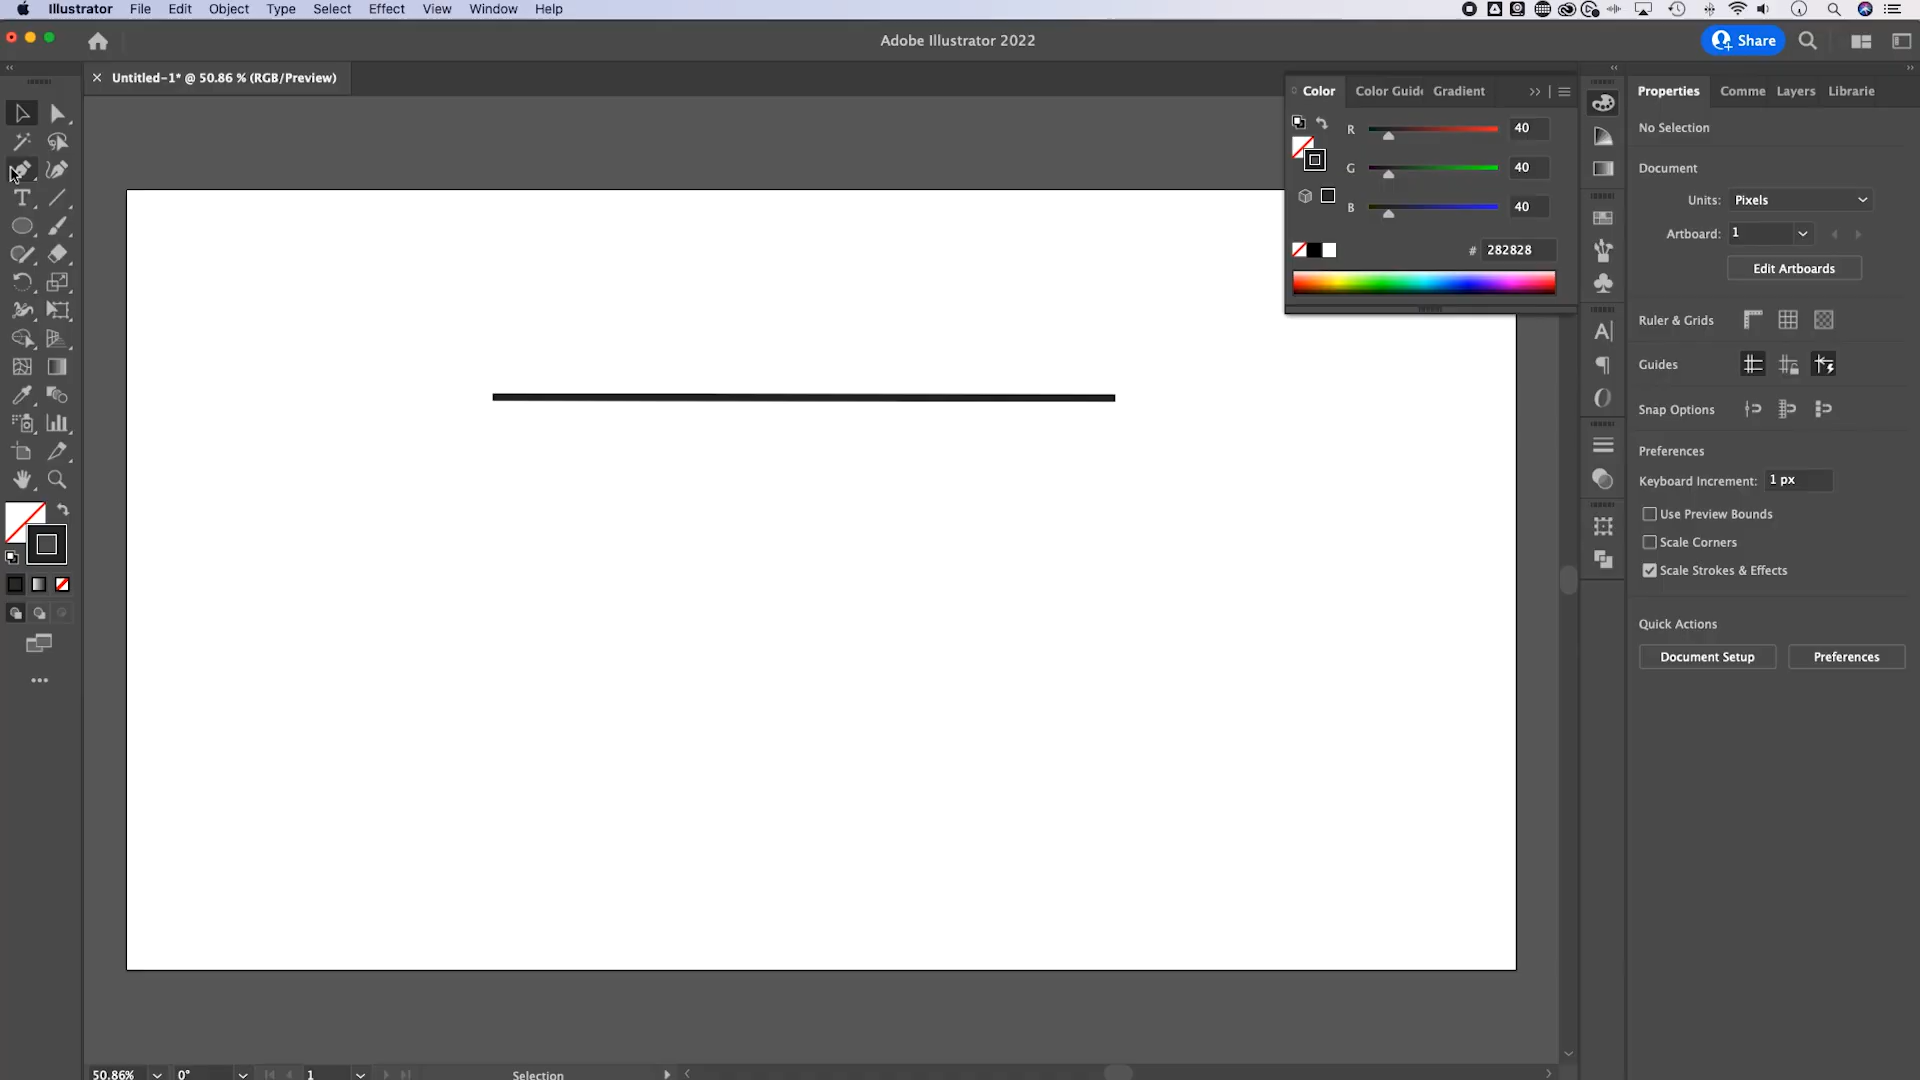 Illustrator File Edit Object Type Select Effect View Window Help
Adobe Illustrator 2022
Share
Untitled-1* @ 50.86 % (RGB/Preview)
Color Color Guide Gradient
R 40
G 40
B 40
# 282828
Properties Comme Layers Librarie
No Selection
Document
Units: Pixels
Artboard: 1
Edit Artboards
Ruler & Grids
Guides
Snap Options
Preferences
Keyboard Increment: 1 px
Use Preview Bounds
Scale Corners
Scale Strokes & Effects
Quick Actions
Document Setup Preferences
50.86% 0° 1 Selection